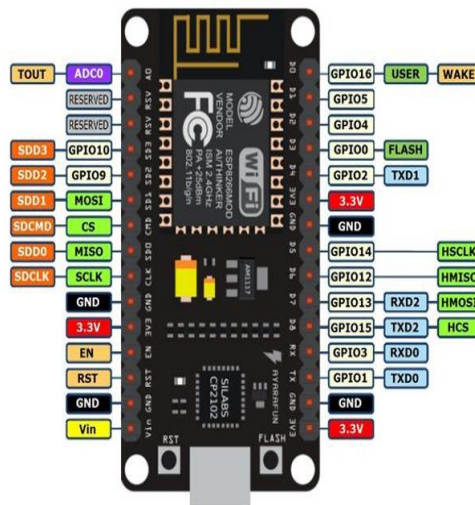 TOUT ADC0 A0 D0 GPIO16 USER WAKE
RESERVED RSV D1 GPIO5
RESERVED RSV D2 GPIO4
SDD3 GPIO10 SD3 D3 GPIO0 FLASH
SDD2 GPIO9 SD2 D4 GPIO2 TXD1
SDD1 MOSI SD1 3V3 3.3V
SDCMD CS CMD GND GND
SDD0 MISO SD0 D5 GPIO14 HSCLK
SDCLK SCLK CLK D6 GPIO12 HMISO
GND GND D7 GPIO13 RXD2 HMOSI
3.3V 3V3 D8 GPIO15 TXD2 HCS
EN EN RX GPIO3 RXD0
RST RST TX GPIO1 TXD0
GND GND GND GND
Vin Vin 3V3 3.3V
MODEL ESP8266MOD
VENDOR AI/THINKER
ISM 2.4GHz
PA +25dBm
802.11b/g/n
FC
Wi Fi
AM1117
SILABS
CP2102
AYARAFUN
RST FLASH